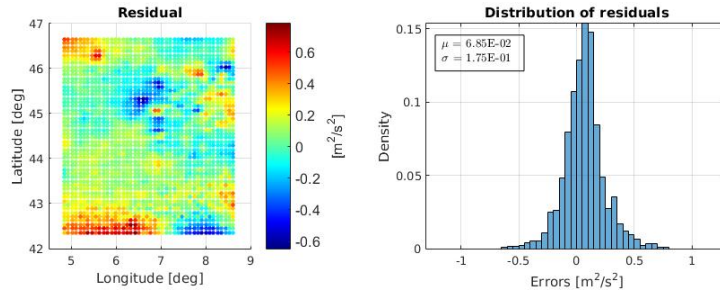 Residual
47
46
45
44
43
42
Latitude [deg]
5 6 7 8 9
Longitude [deg]
0.6
0.4
0.2
0
-0.2
-0.4
-0.6
[m²/s²]
Distribution of residuals
μ = 6.85E-02
σ = 1.75E-01
0.15
0.1
0.05
0
Density
-1 -0.5 0 0.5 1
Errors [m²/s²]